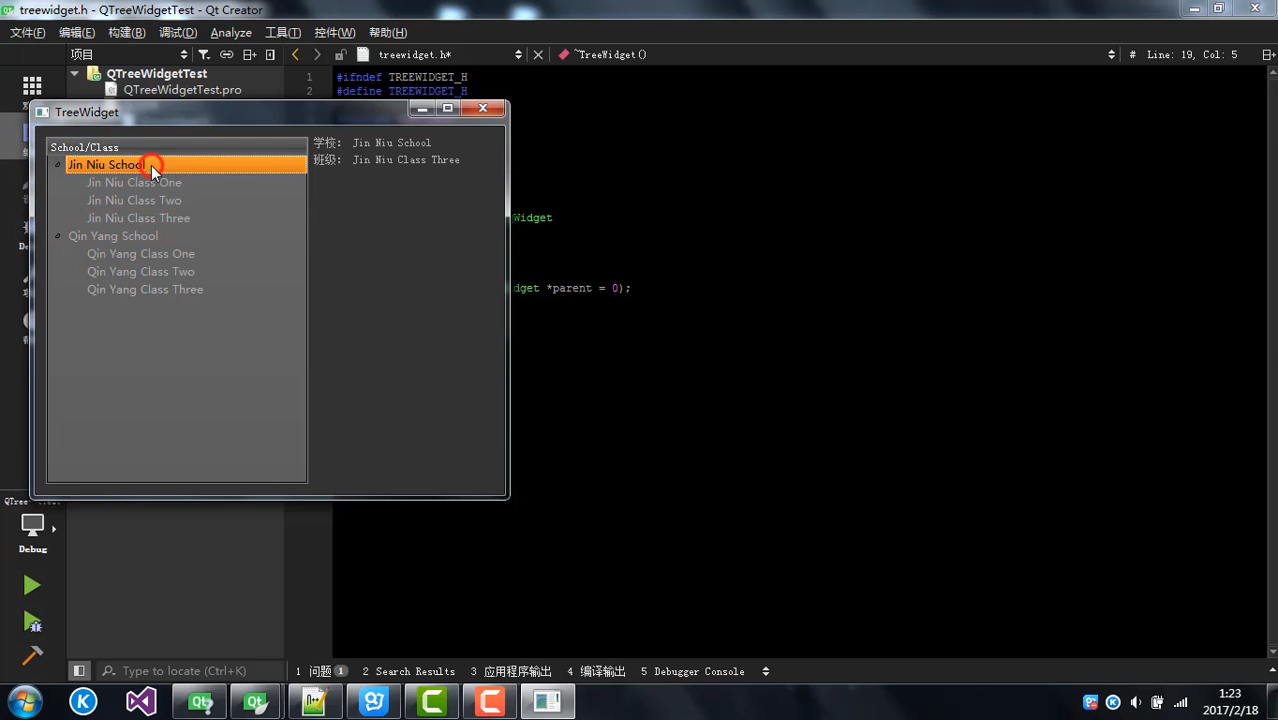 treewidget.h - QTreeWidgetTest - Qt Creator
文件(F) 编辑(E) 构建(B) 调试(D) Analyze 工具(T) 控件(W) 帮助(H)
项目 treewidget.h* ~TreeWidget() # Line: 19, Col: 5
QTreeWidgetTest
QTreeWidgetTest.pro
1 #ifndef TREEWIDGET_H
2 #define TREEWIDGET_H
TreeWidget
School/Class
Jin Niu School
Jin Niu Class One
Jin Niu Class Two
Jin Niu Class Three
Qin Yang School
Qin Yang Class One
Qin Yang Class Two
Qin Yang Class Three
学校: Jin Niu School
班级: Jin Niu Class Three
Widget
dget *parent = 0);
Debug
Type to locate (Ctrl+K) 1 问题 1 2 Search Results 3 应用程序输出 4 编译输出 5 Debugger Console
1:23
2017/2/18